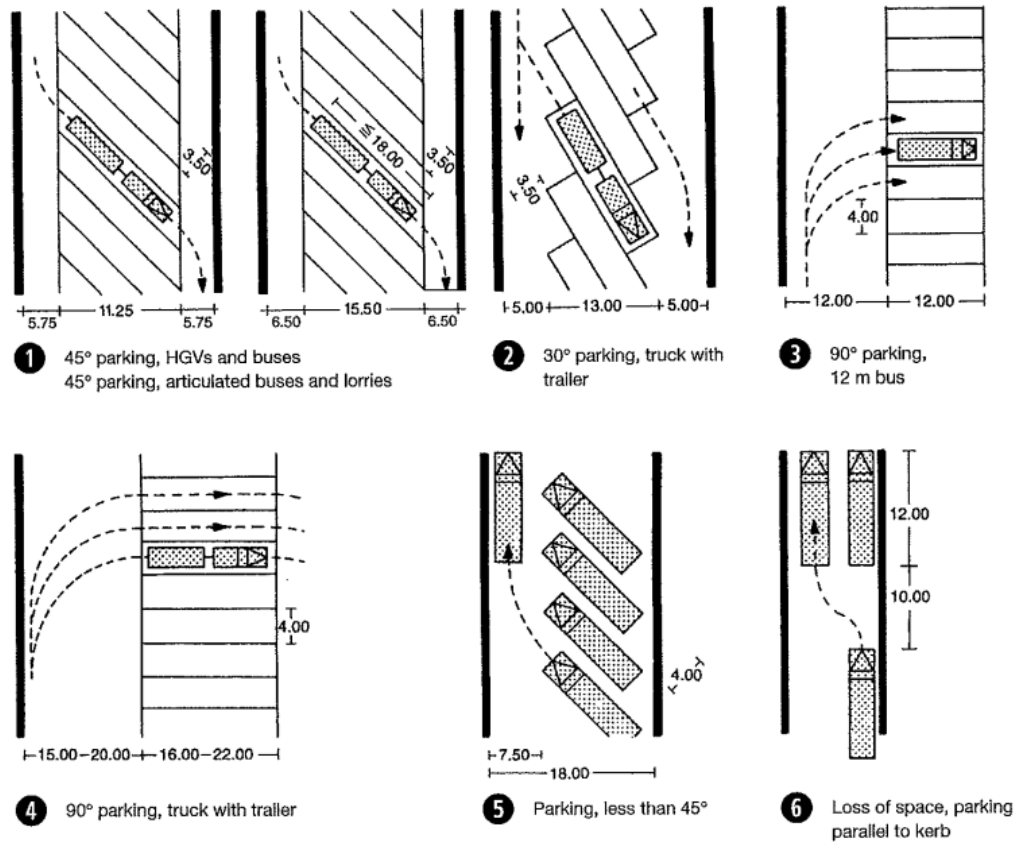 3.50
≦ 18.00
3.50
3.50
4.00
5.75
11.25
5.75
6.50
15.50
6.50
5.00
13.00
5.00
12.00
12.00
1 45° parking, HGVs and buses
45° parking, articulated buses and lorries
2 30° parking, truck with
trailer
3 90° parking,
12 m bus
4.00
4.00
12.00
10.00
15.00–20.00
16.00–22.00
7.50
18.00
4 90° parking, truck with trailer
5 Parking, less than 45°
6 Loss of space, parking
parallel to kerb